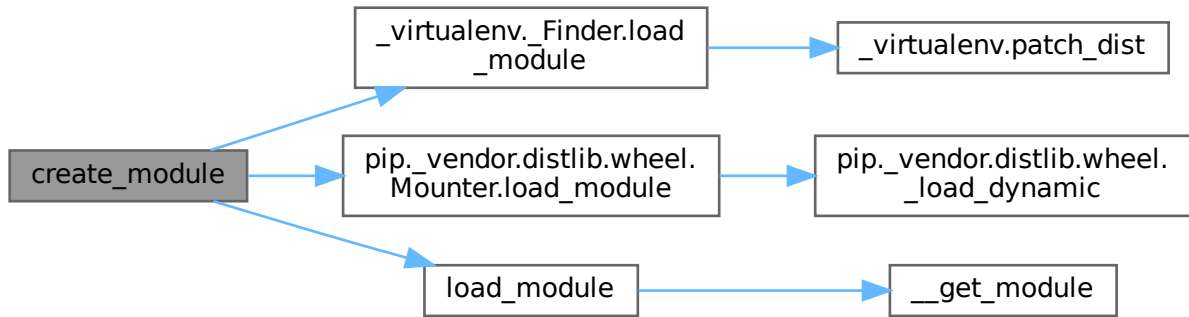 _virtualenv._Finder.load
_module
_virtualenv.patch_dist
create_module
pip._vendor.distlib.wheel.
Mounter.load_module
pip._vendor.distlib.wheel.
_load_dynamic
load_module
__get_module